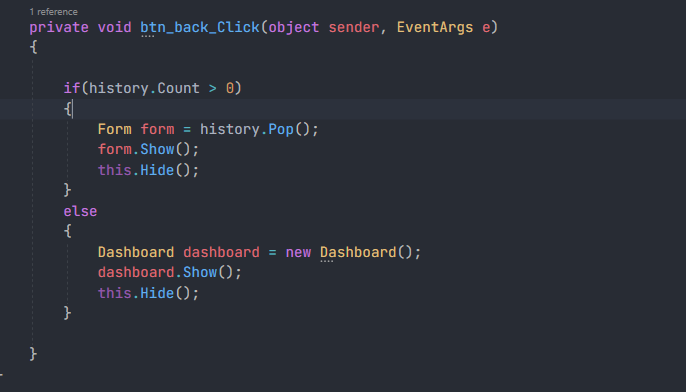 1 reference
private void btn_back_Click(object sender, EventArgs e)
{
if(history.Count > 0)
{
Form form = history.Pop();
form.Show();
this.Hide();
}
else
{
Dashboard dashboard = new Dashboard();
dashboard.Show();
this.Hide();
}
}